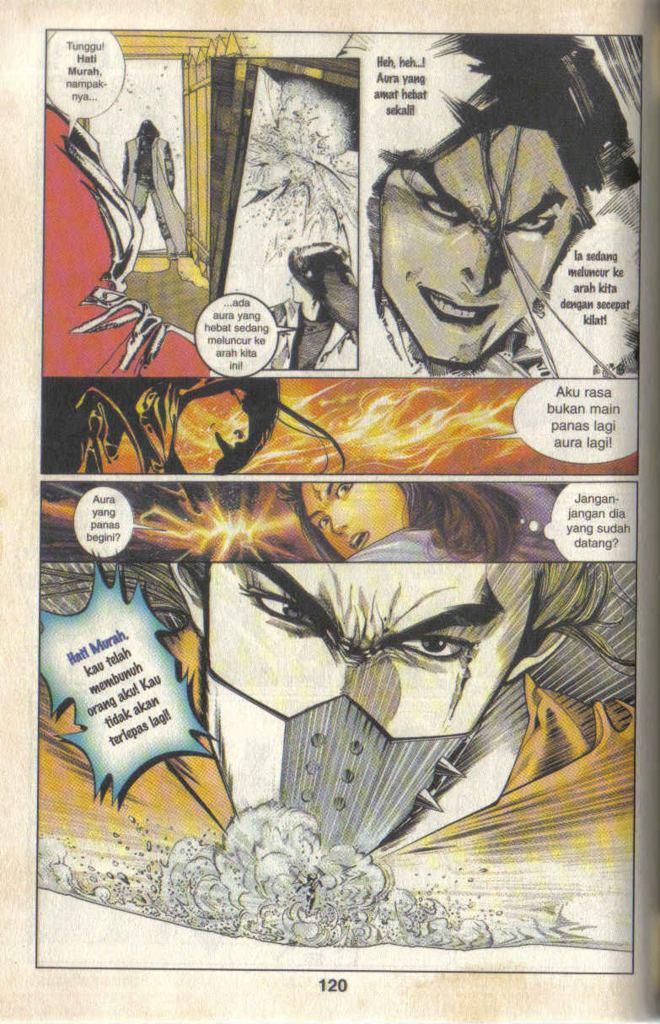 Tunggu!
Hati
Murah,
nampak-
nya...
...ada
aura yang
hebat sedang
meluncur ke
arah kita
ini!
Heh, heh...!
Aura yang
amat hebat
sekali!
Ia sedang
meluncur ke
arah kita
dengan secepat
kilat!
Aku rasa
bukan main
panas lagi
aura lagi!
Aura
yang
panas
begini?
Jangan-
jangan dia
yang sudah
datang?
Hati Murah,
kau telah
membunuh
orang aku! Kau
tidak akan
terlepas lagi!
120